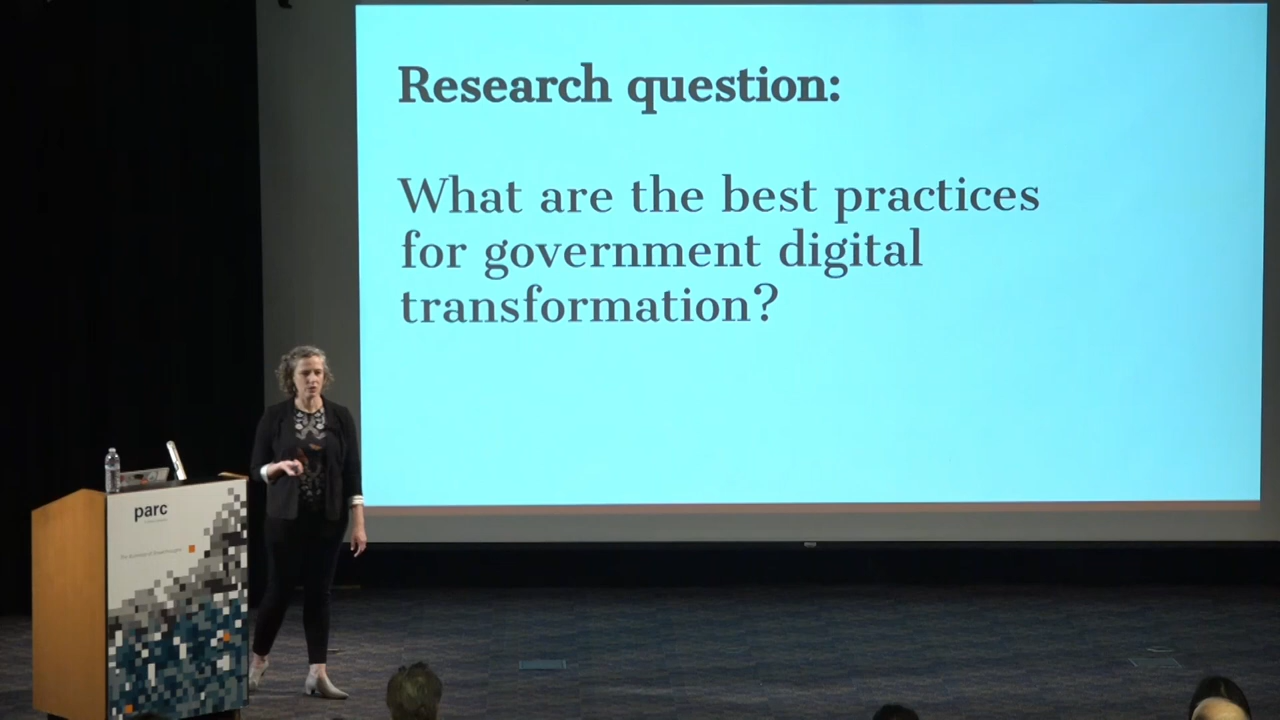 Research question:
What are the best practices
for government digital
transformation?
parc